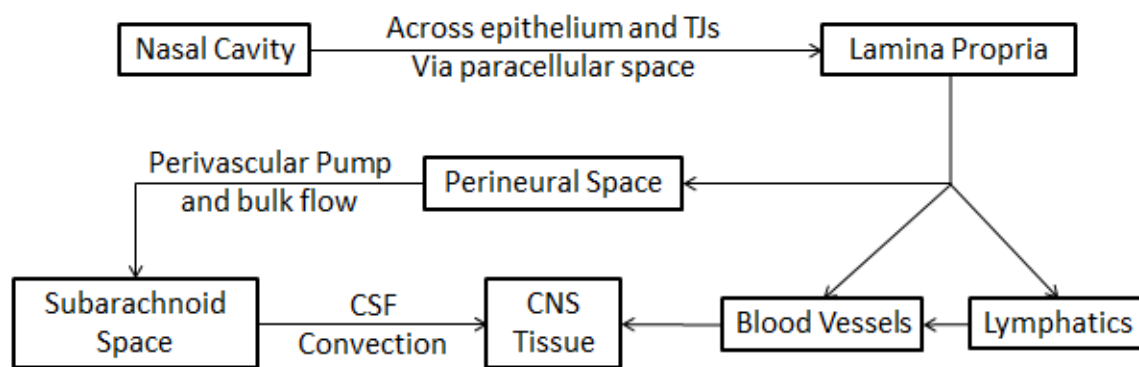 Nasal Cavity
Across epithelium and TJs
Via paracellular space
Lamina Propria
Perivascular Pump
and bulk flow
Perineural Space
Subarachnoid
Space
CSF
Convection
CNS
Tissue
Blood Vessels
Lymphatics